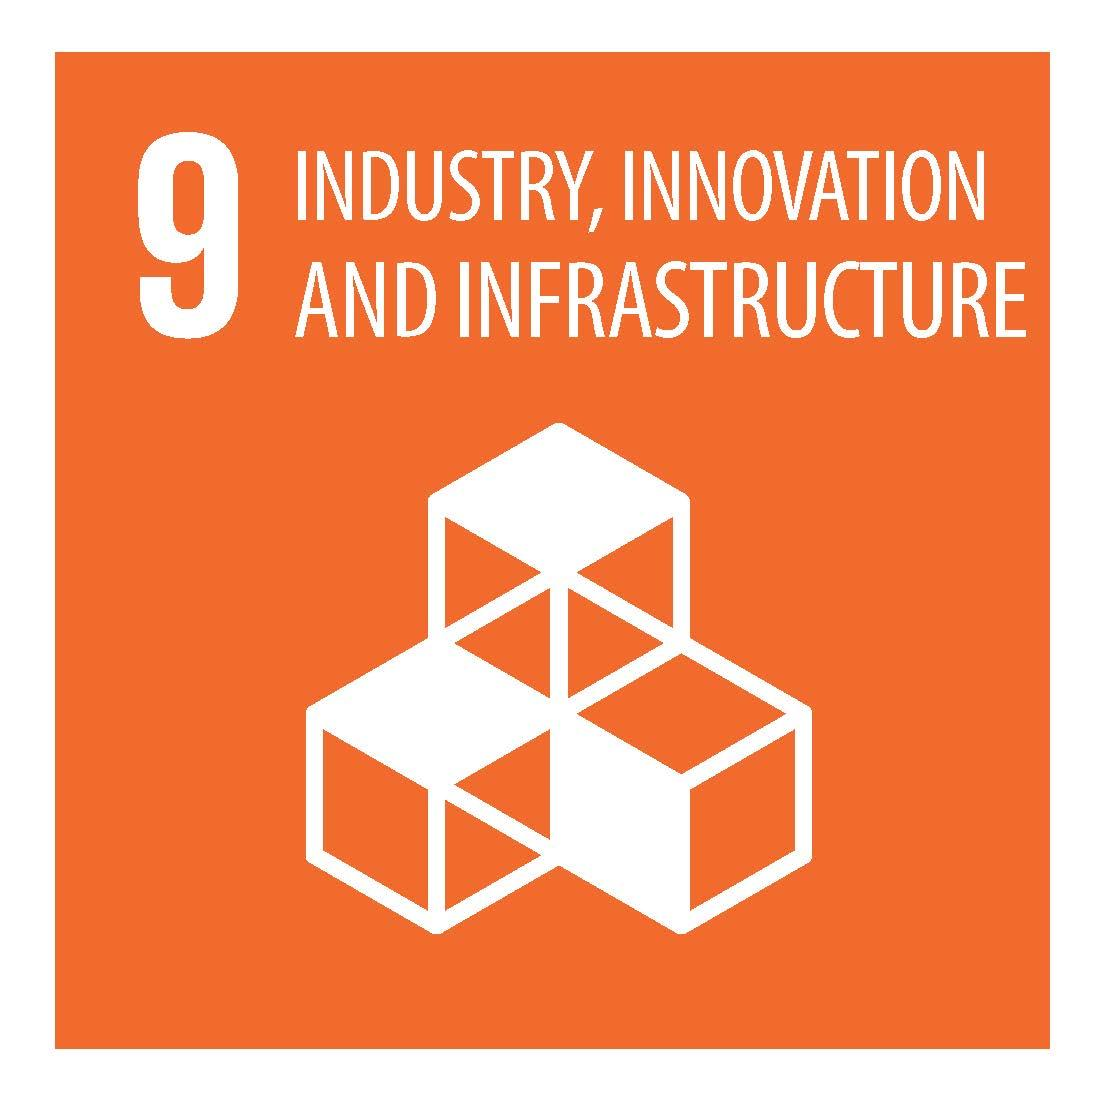 9
INDUSTRY, INNOVATION
AND INFRASTRUCTURE